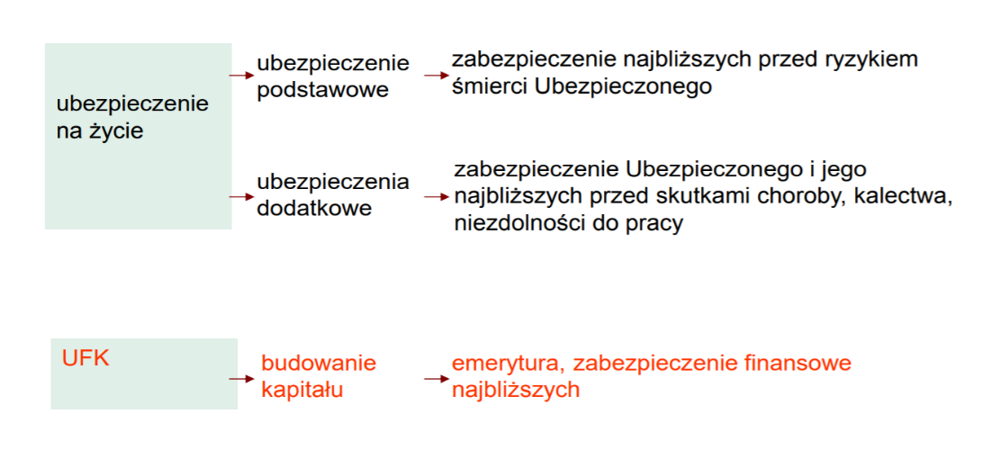 ubezpieczenie
na życie
ubezpieczenie
podstawowe
zabezpieczenie najbliższych przed ryzykiem
śmierci Ubezpieczonego
ubezpieczenia
dodatkowe
zabezpieczenie Ubezpieczonego i jego
najbliższych przed skutkami choroby, kalectwa,
niezdolności do pracy
UFK
budowanie
kapitału
emerytura, zabezpieczenie finansowe
najbliższych